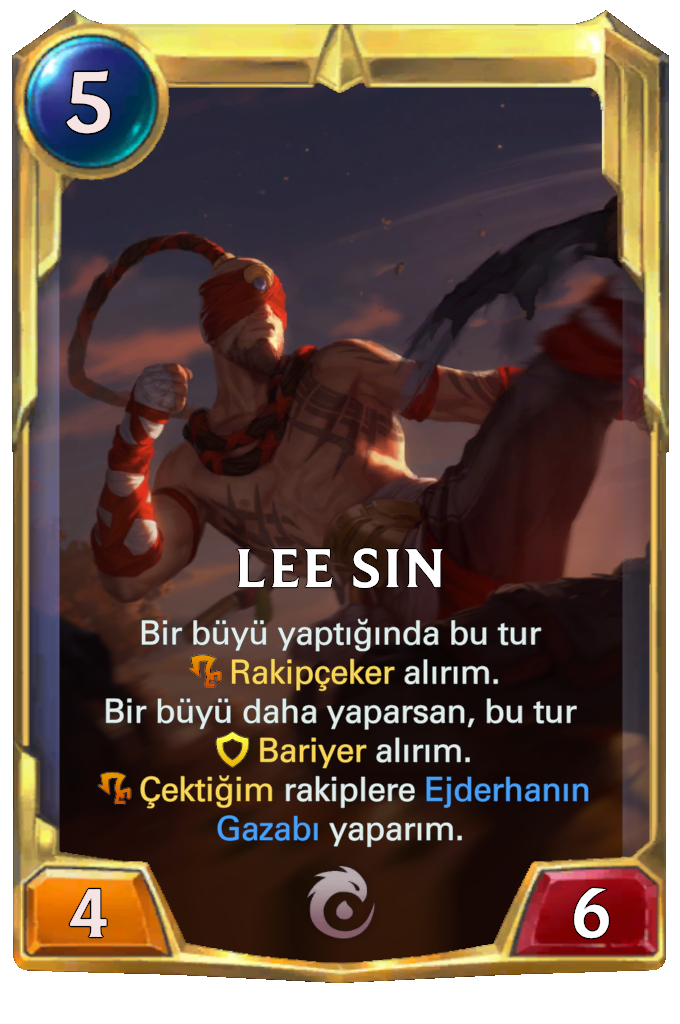 5
LEE SIN
Bir büyü yaptığında bu tur
Rakipçeker alırım.
Bir büyü daha yaparsan, bu tur
Bariyer alırım.
Çektiğim rakiplere Ejderhanın
Gazabı yaparım.
4
6